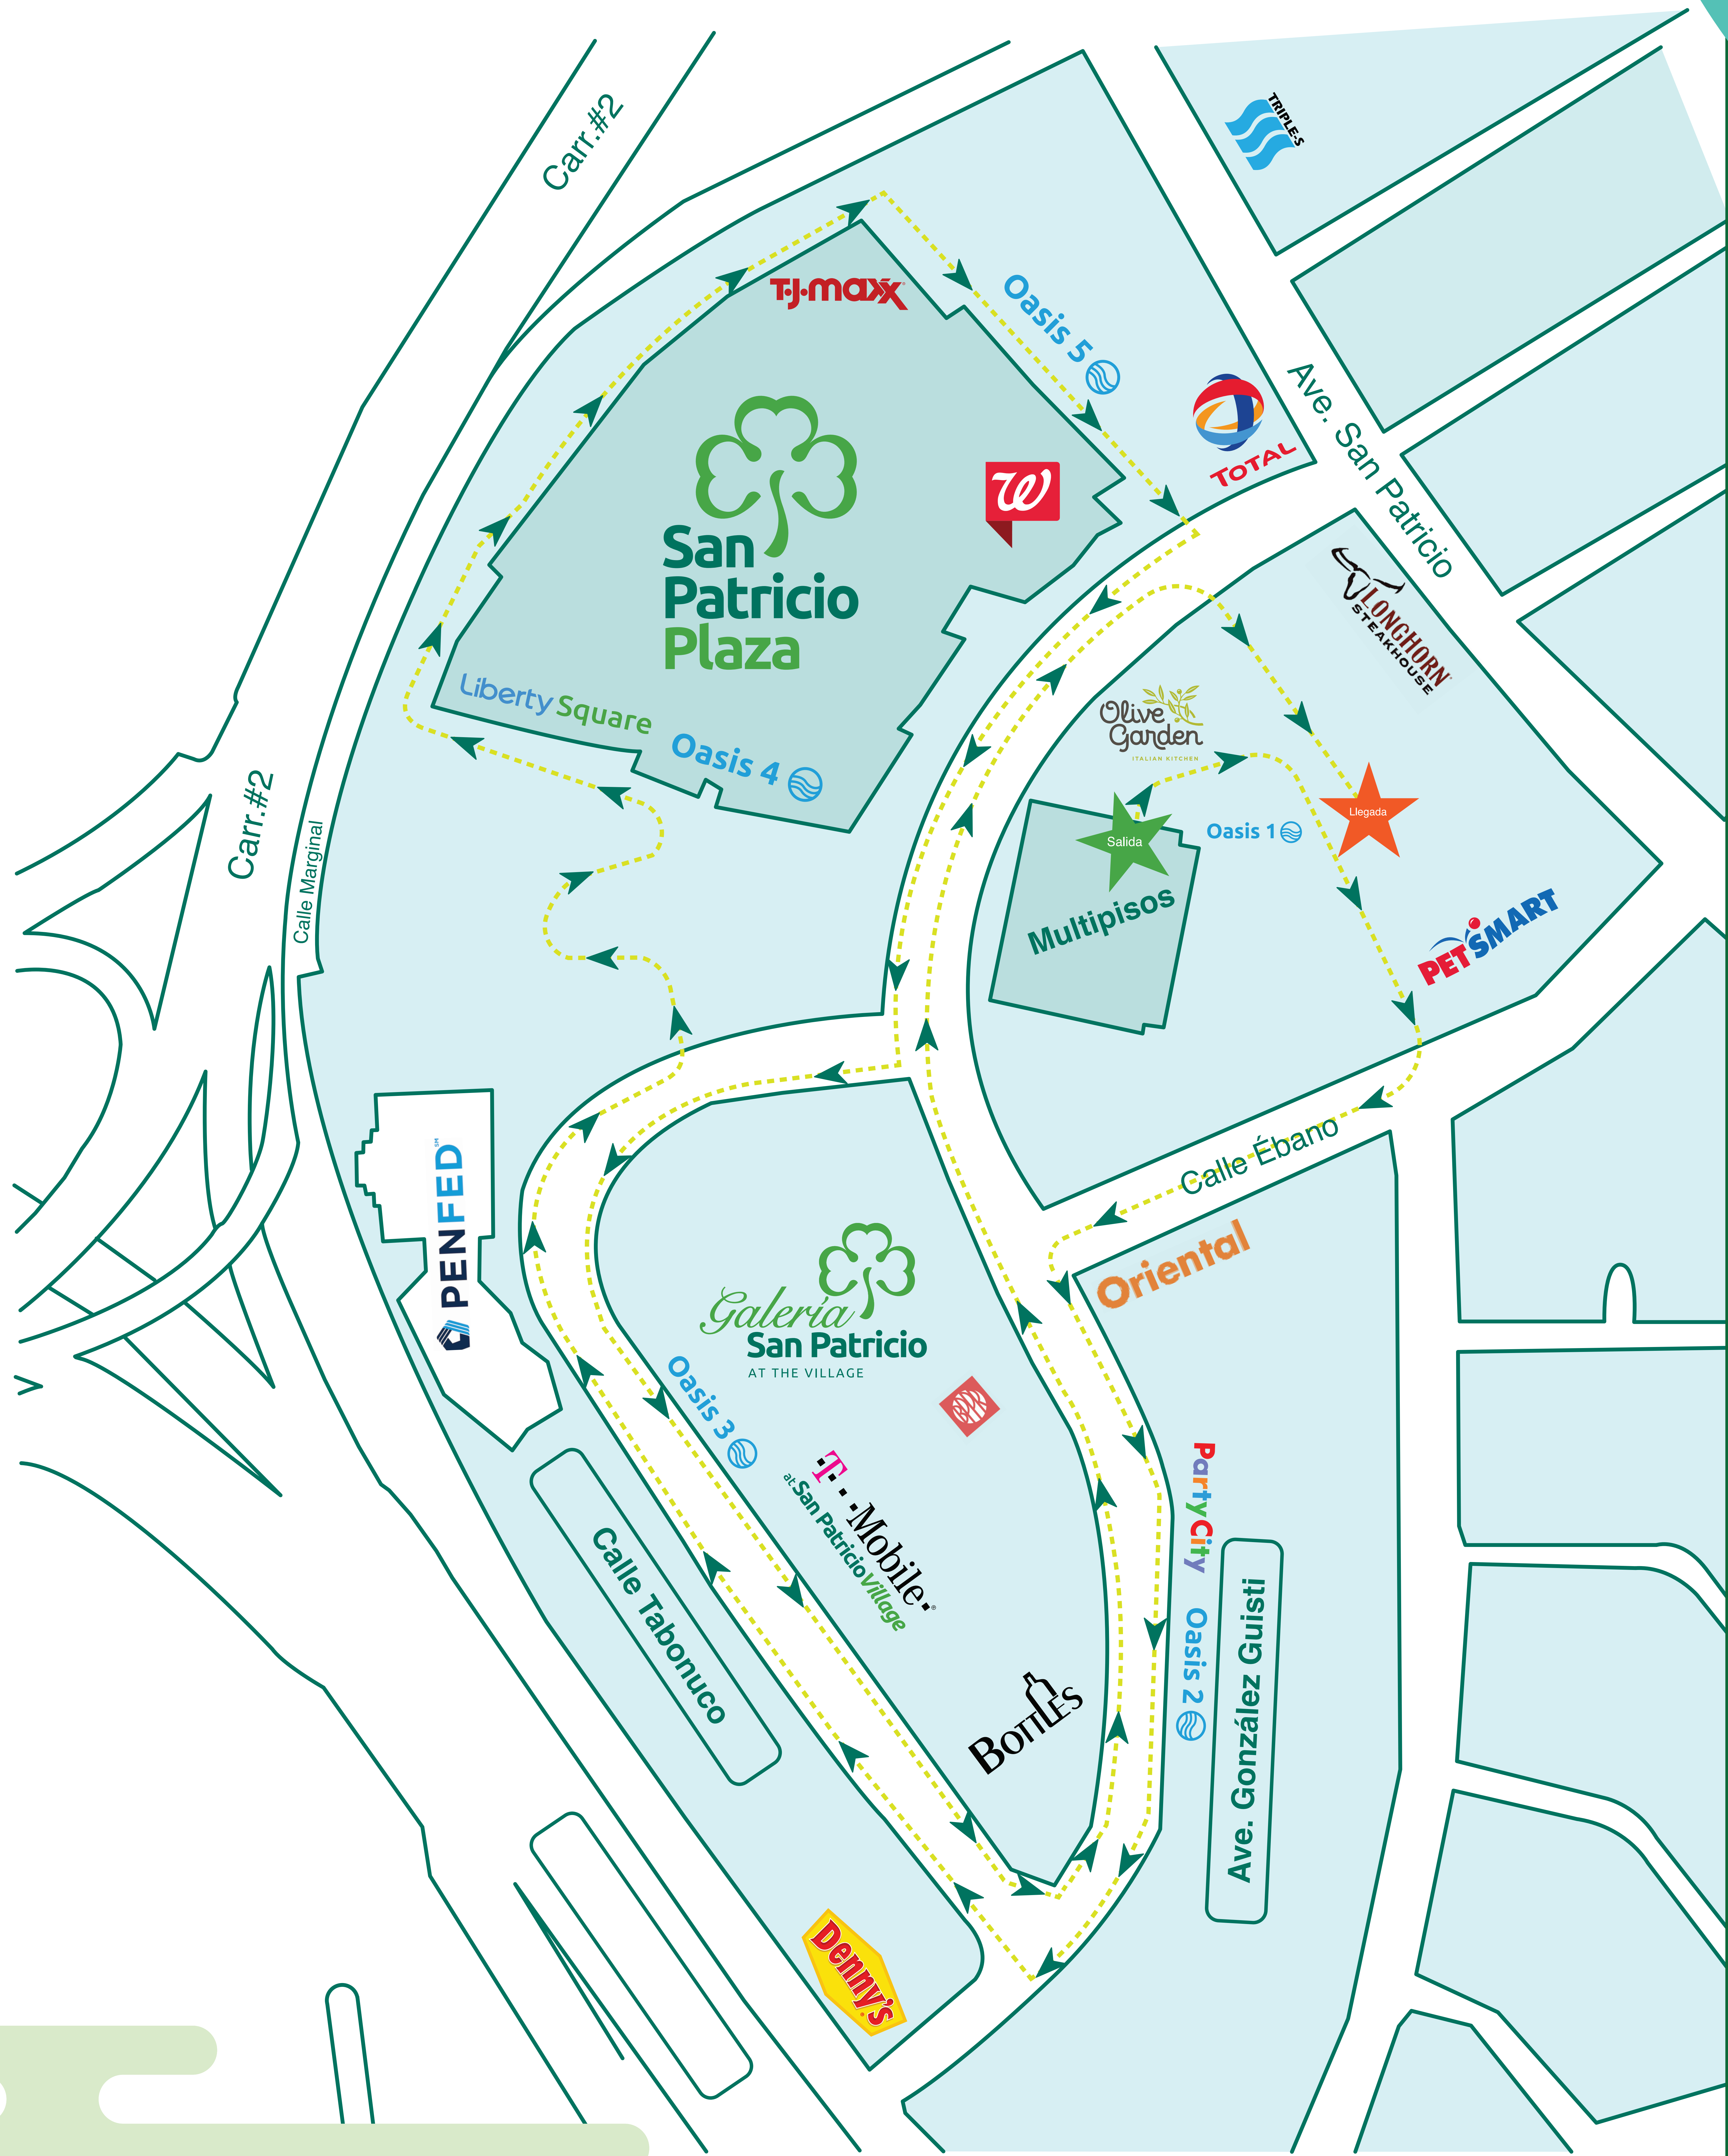 Carr.#2
TRIPLE-S
T.J.maxx
Oasis 5
TOTAL
Ave. San Patricio
San
Patricio
Plaza
W
LONGHORN
STEAKHOUSE
Liberty Square
Oasis 4
Olive
Garden
ITALIAN KITCHEN
Llegada
Oasis 1
Salida
Multipisos
PETSMART
Carr.#2
Calle Marginal
Calle Ébano
PENFED SM
Oriental
Galería
San Patricio
AT THE VILLAGE
Oasis 3
T··Mobile·®
at San Patricio Village
PartyCity
Oasis 2
Ave. González Guisti
Calle Tabonuco
BOTTLES
Denny's